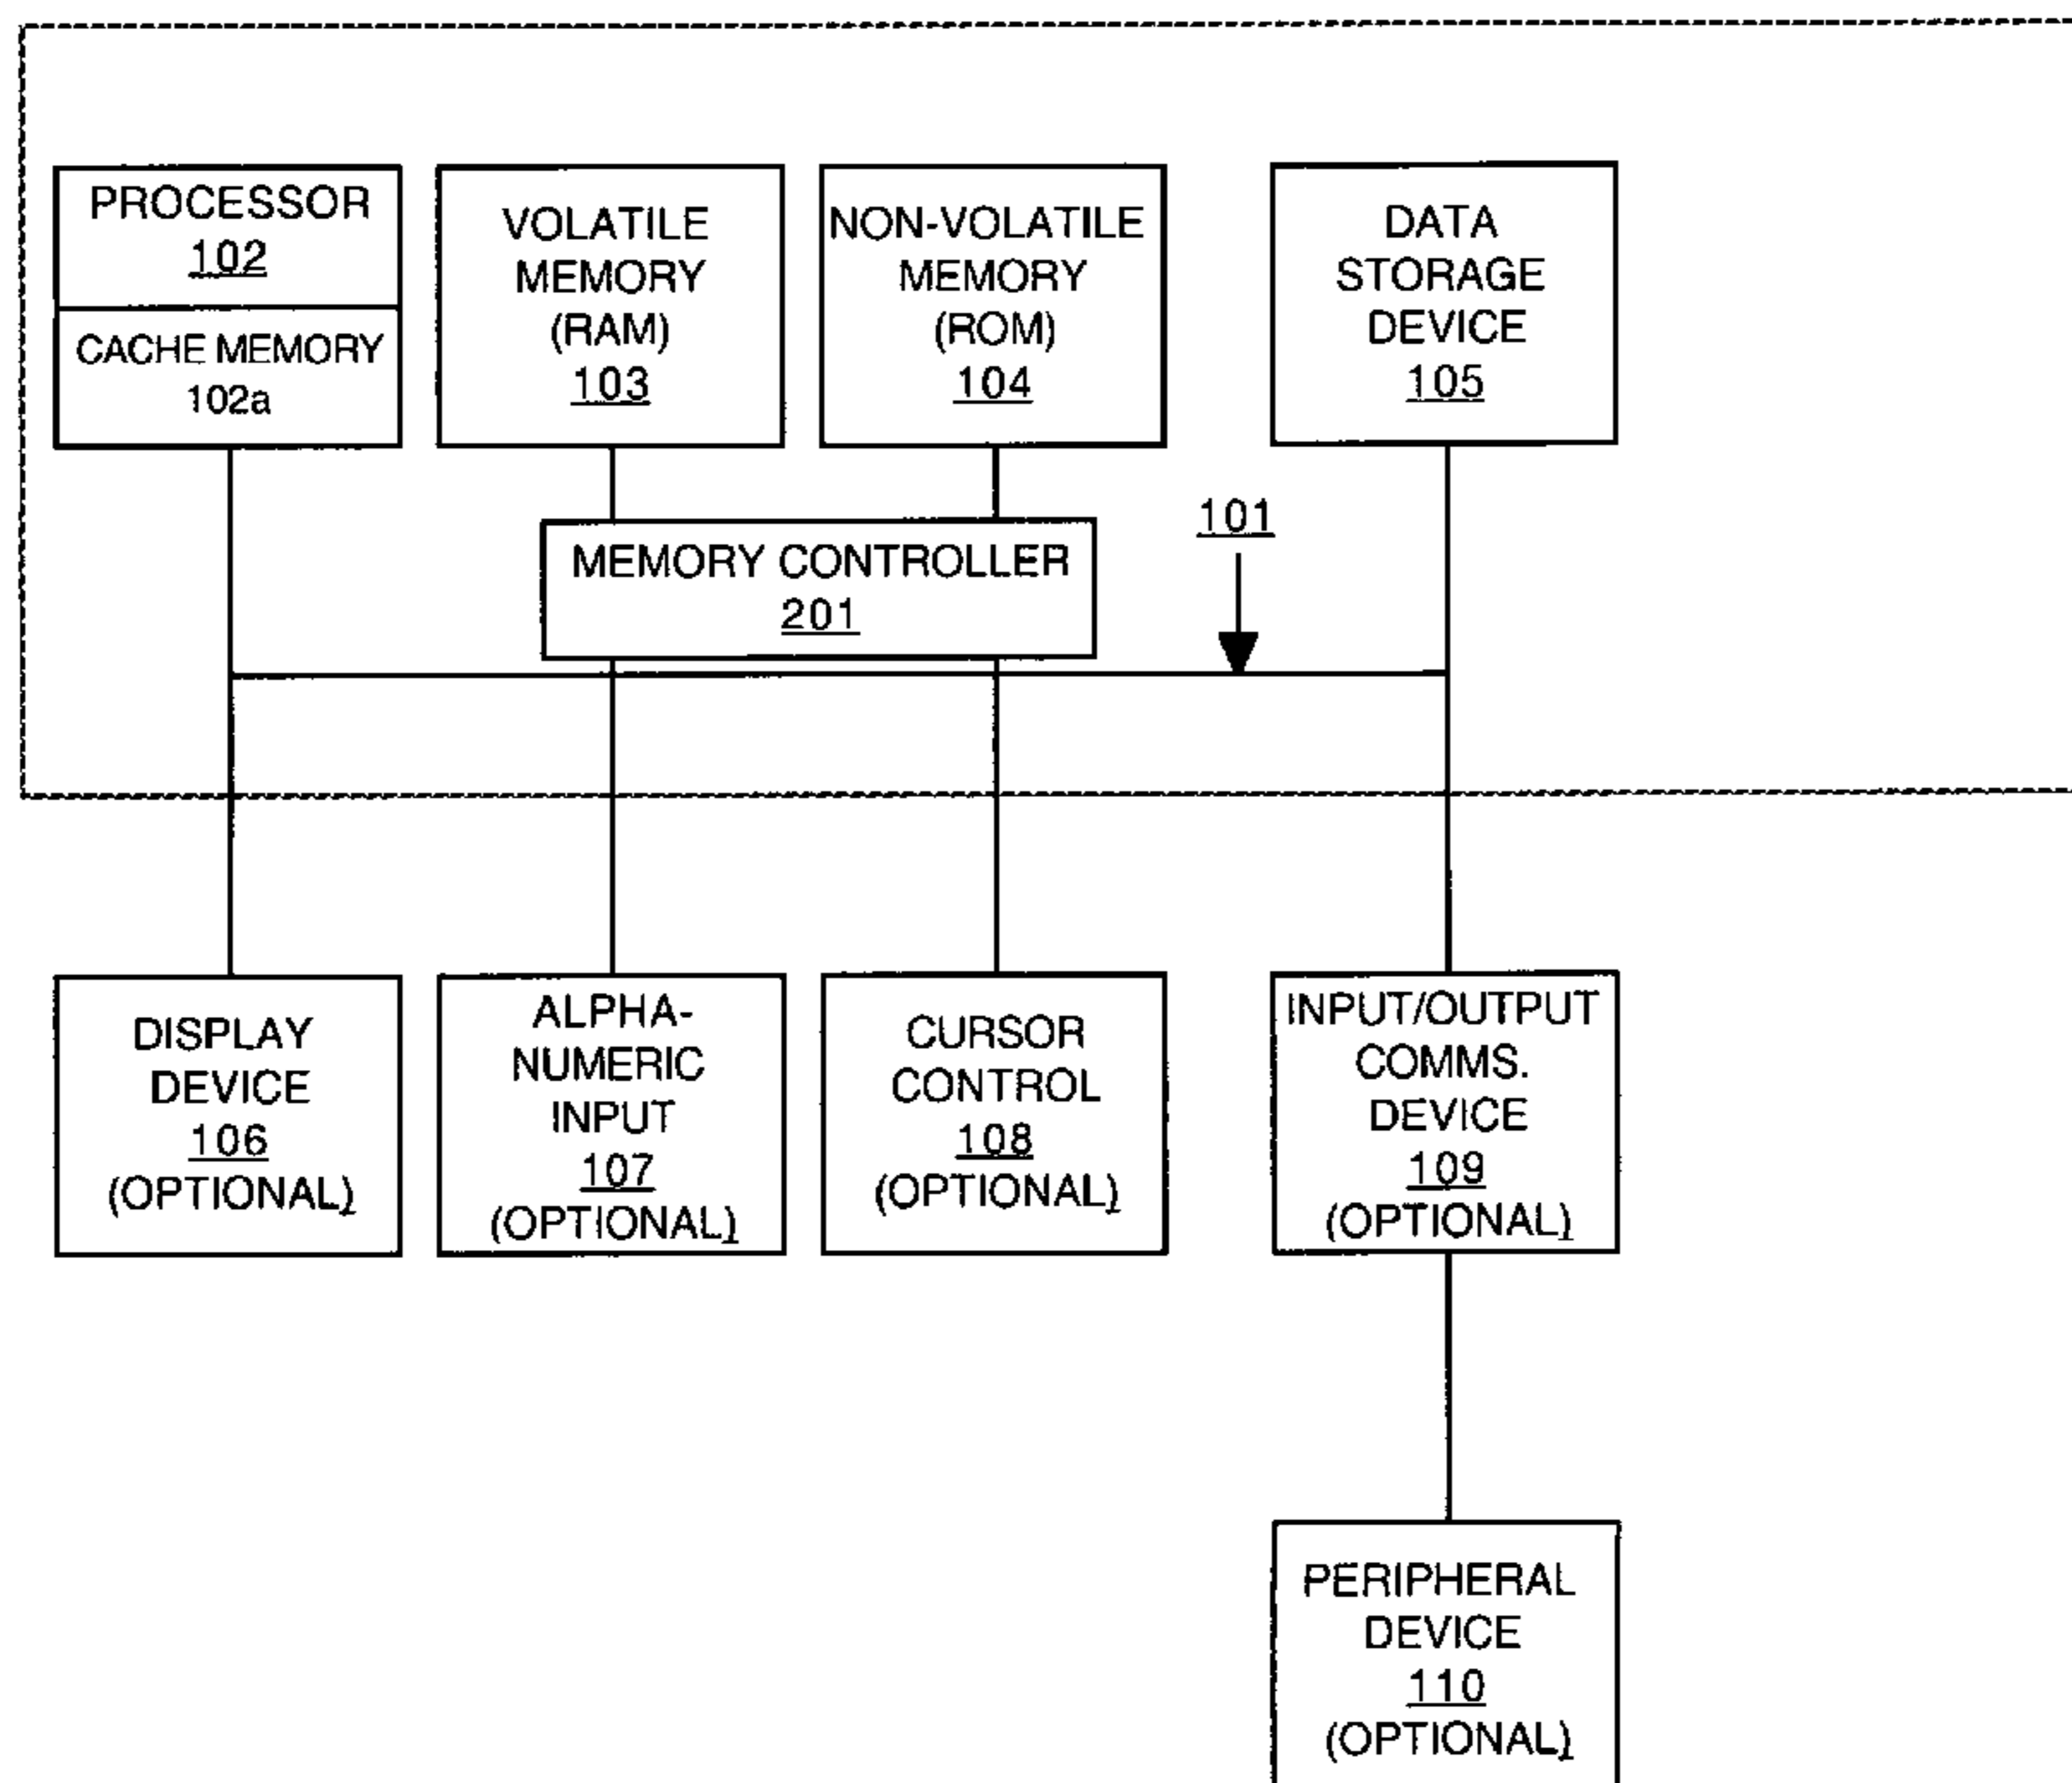 PROCESSOR
102
CACHE MEMORY
102a
VOLATILE
MEMORY
(RAM)
103
NON-VOLATILE
MEMORY
(ROM)
104
DATA
STORAGE
DEVICE
105
MEMORY CONTROLLER
201
101
DISPLAY
DEVICE
106
(OPTIONAL)
ALPHA-
NUMERIC
INPUT
107
(OPTIONAL)
CURSOR
CONTROL
108
(OPTIONAL)
INPUT/OUTPUT
COMMS.
DEVICE
109
(OPTIONAL)
PERIPHERAL
DEVICE
110
(OPTIONAL)